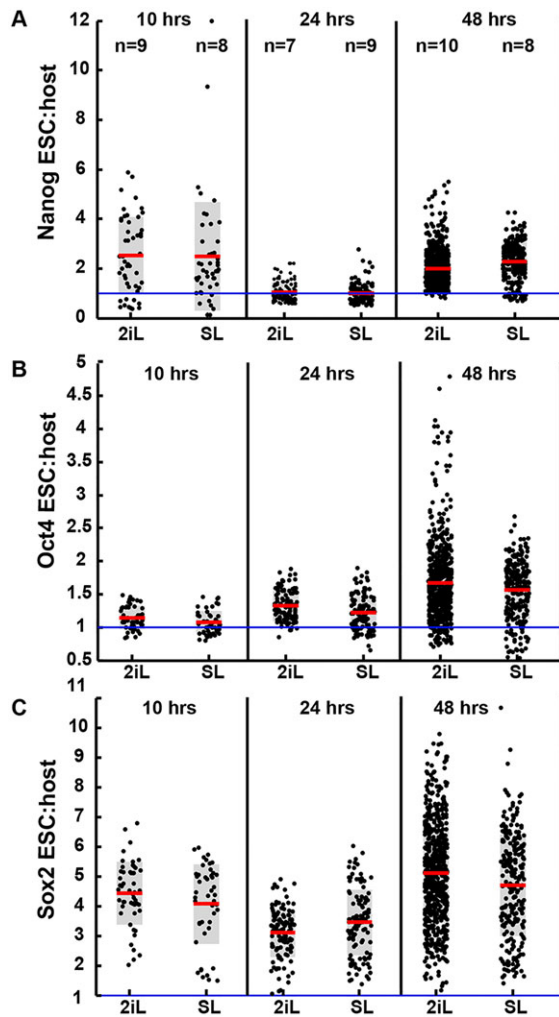 A
10 hrs
24 hrs
48 hrs
n=9
n=8
n=7
n=9
n=10
n=8
Nanog ESC:host
12
10
8
6
4
2
0
2iL
SL
2iL
SL
2iL
SL
B
10 hrs
24 hrs
48 hrs
Oct4 ESC:host
5
4.5
4
3.5
3
2.5
2
1.5
1
0.5
2iL
SL
2iL
SL
2iL
SL
C
10 hrs
24 hrs
48 hrs
Sox2 ESC:host
11
10
9
8
7
6
5
4
3
2
1
2iL
SL
2iL
SL
2iL
SL